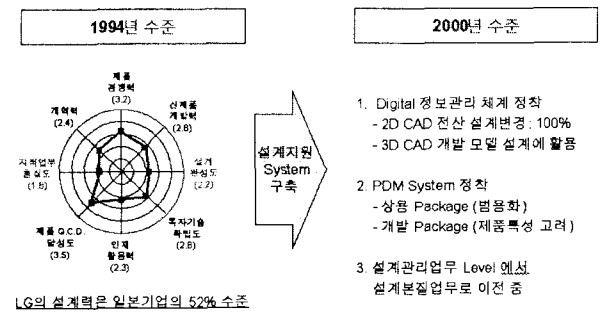 1994년 수준
2000년 수준
제품
경쟁력
(3.2)
신제품
개발력
(2.8)
설계
완성도
(2.2)
독자기술
확립도
(2.8)
인재
활용력
(2.3)
제품 Q.C.D.
달성도
(3.5)
지적업무
충실도
(1.8)
개혁력
(2.4)
LG의 설계력은 일본기업의 52% 수준
설계지원
System
구축
1. Digital 정보관리 체계 정착
- 2D CAD 전산 설계변경 : 100%
- 3D CAD 개발 모델 설계에 활용
2. PDM System 정착
- 상용 Package (범용화)
- 개발 Package (제품특성 고려)
3. 설계관리업무 Level 에서
설계본질업무로 이전 중